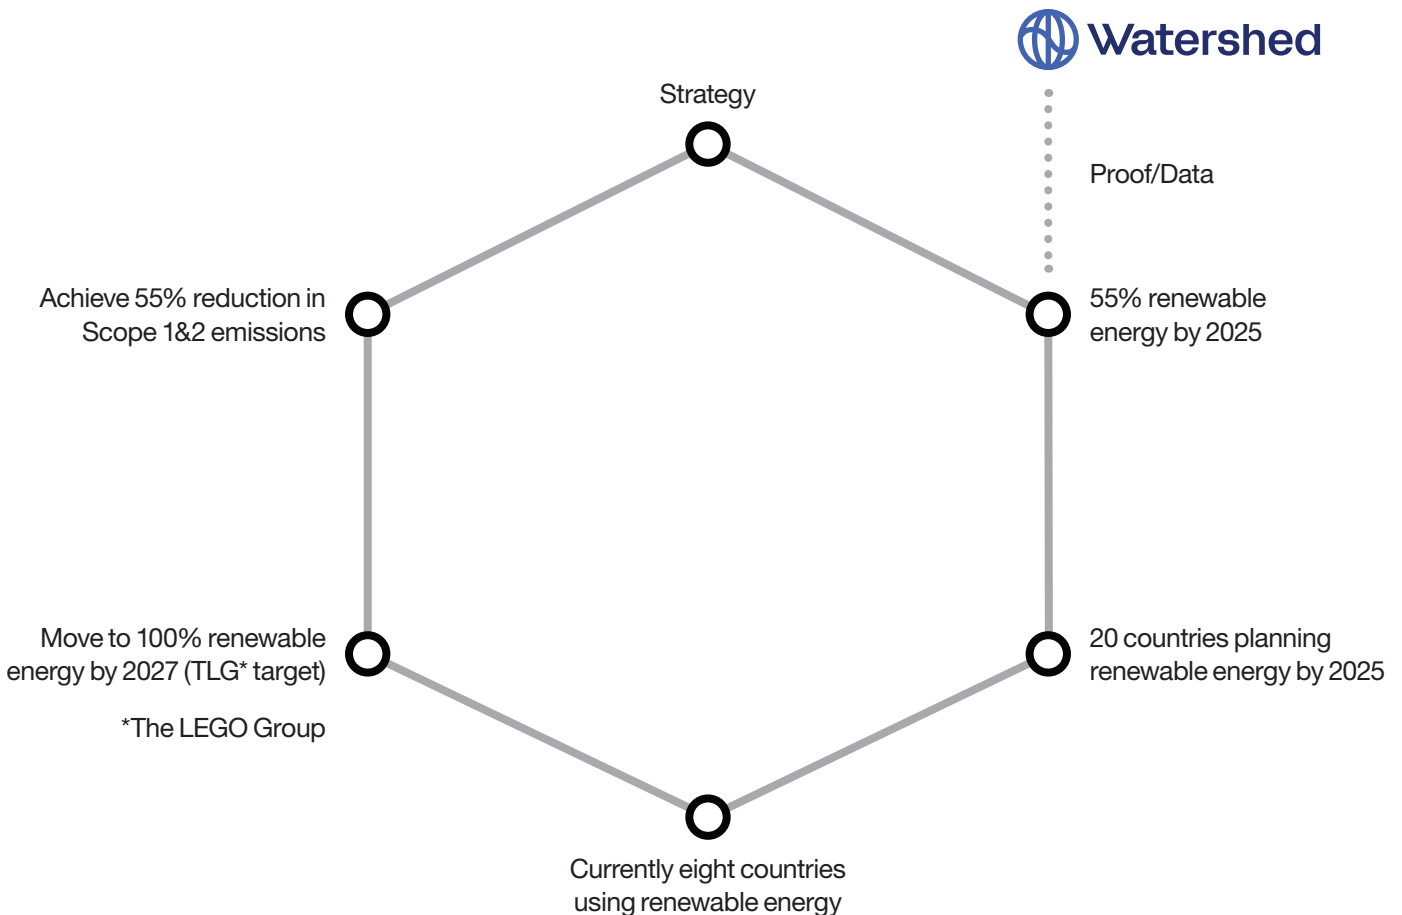 Watershed
Strategy
Proof/Data
Achieve 55% reduction in
Scope 1&2 emissions
55% renewable
energy by 2025
Move to 100% renewable
energy by 2027 (TLG* target)
*The LEGO Group
20 countries planning
renewable energy by 2025
Currently eight countries
using renewable energy